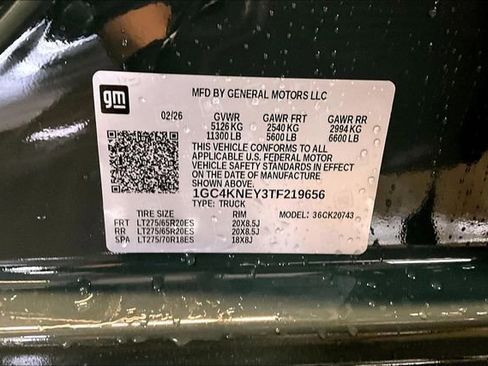 gm
MFD BY GENERAL MOTORS LLC
02/26 GVWR GAWR FRT GAWR RR
5126 KG 2540 KG 2994 KG
11300 LB 5600 LB 6600 LB
THIS VEHICLE CONFORMS TO ALL
APPLICABLE U.S. FEDERAL MOTOR
VEHICLE SAFETY STANDARDS IN EFFECT
ON THE DATE OF MANUFACTURE
SHOWN ABOVE.
1GC4KNEY3TF219656
TYPE: TRUCK
TIRE SIZE RIM MODEL: 36CK20743
FRT LT275/65R20ES 20X8.5J
RR LT275/65R20ES 20X8.5J
SPA LT275/70R18ES 18X8J